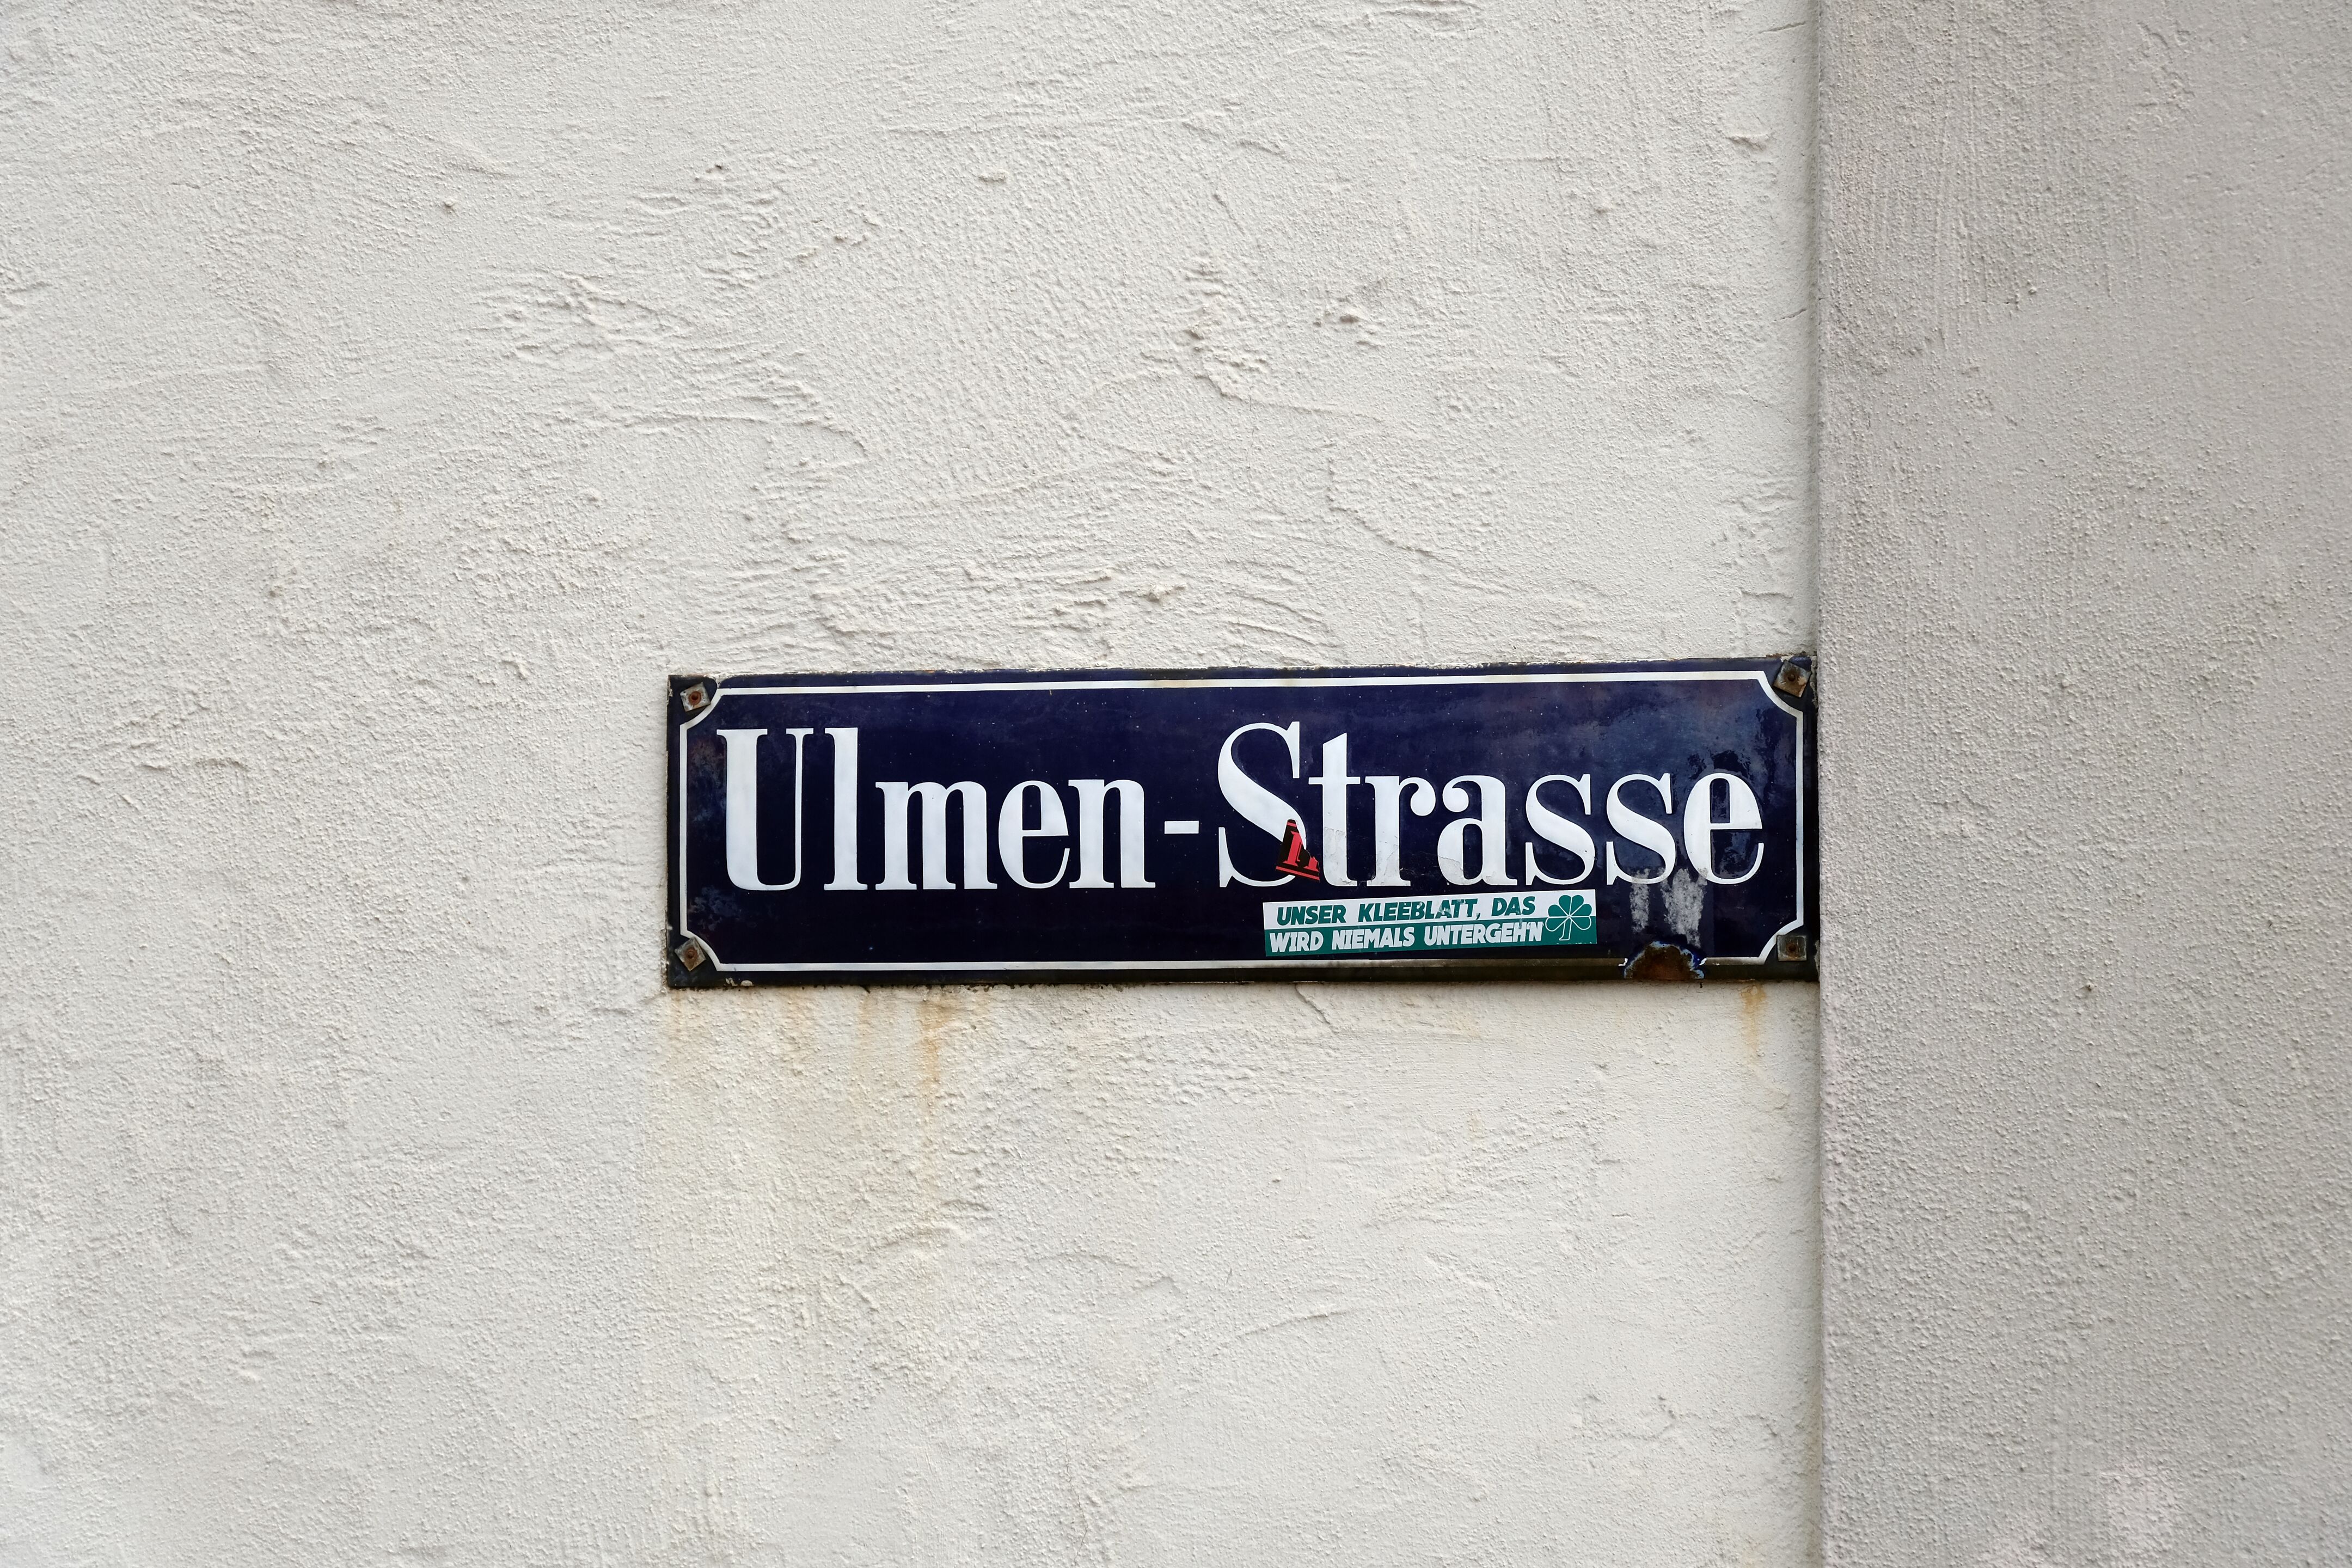 Ulmen-Strasse
UNSER KLEEBLATT, DAS
WIRD NIEMALS UNTERGEH'N